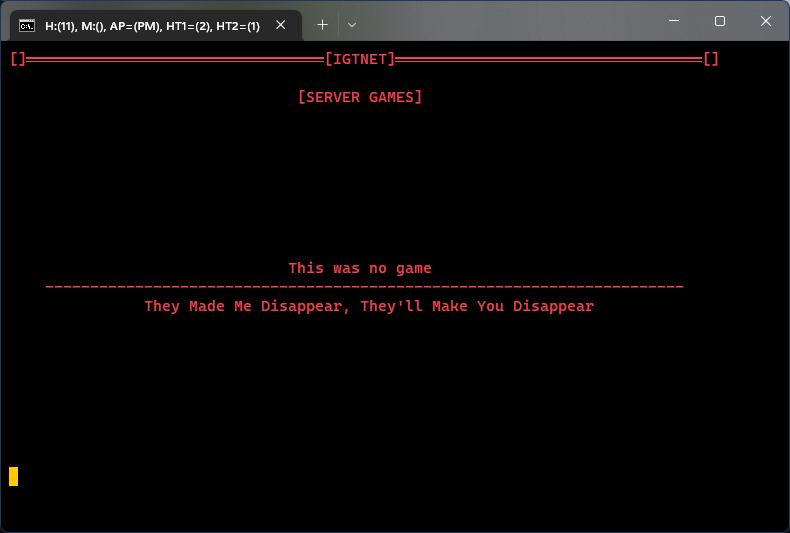 H:(11), M:(), AP=(PM), HT1=(2), HT2=(1)
[]═════════════════════════════════[IGTNET]══════════════════════════════════[]
[SERVER GAMES]
This was no game
-----------------------------------------------------------------------
They Made Me Disappear, They'll Make You Disappear